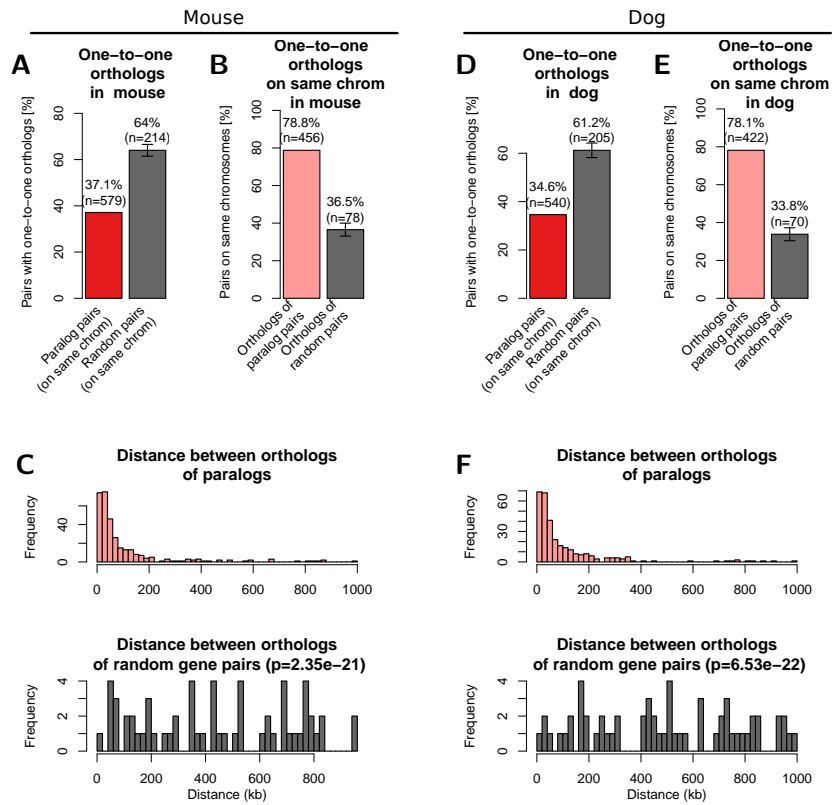 Mouse
A
One−to−one
orthologs
in mouse
Pairs with one−to−one orthologs [%]
0
20
40
60
80
37.1%
(n=579)
64%
(n=214)
Paralog pairs
(on same chrom)
Random pairs
(on same chrom)
B
One−to−one
orthologs
on same chrom
in mouse
Pairs on same chromosomes [%]
0
20
40
60
80
100
78.8%
(n=456)
36.5%
(n=78)
Orthologs of
paralog pairs
Orthologs of
random pairs
C
Distance between orthologs
of paralogs
Frequency
0
40
0
200
400
600
800
1000
Distance between orthologs
of random gene pairs (p=2.35e−21)
Frequency
0
2
4
0
200
400
600
800
Distance (kb)
Dog
D
One−to−one
orthologs
in dog
Pairs with one−to−one orthologs [%]
0
20
40
60
34.6%
(n=540)
61.2%
(n=205)
Paralog pairs
(on same chrom)
Random pairs
(on same chrom)
E
One−to−one
orthologs
on same chrom
in dog
Pairs on same chromosomes [%]
0
20
40
60
80
100
78.1%
(n=422)
33.8%
(n=70)
Orthologs of
paralog pairs
Orthologs of
random pairs
F
Distance between orthologs
of paralogs
Frequency
0
30
60
0
200
400
600
800
1000
Distance between orthologs
of random gene pairs (p=6.53e−22)
Frequency
0
2
4
0
200
400
600
800
1000
Distance (kb)